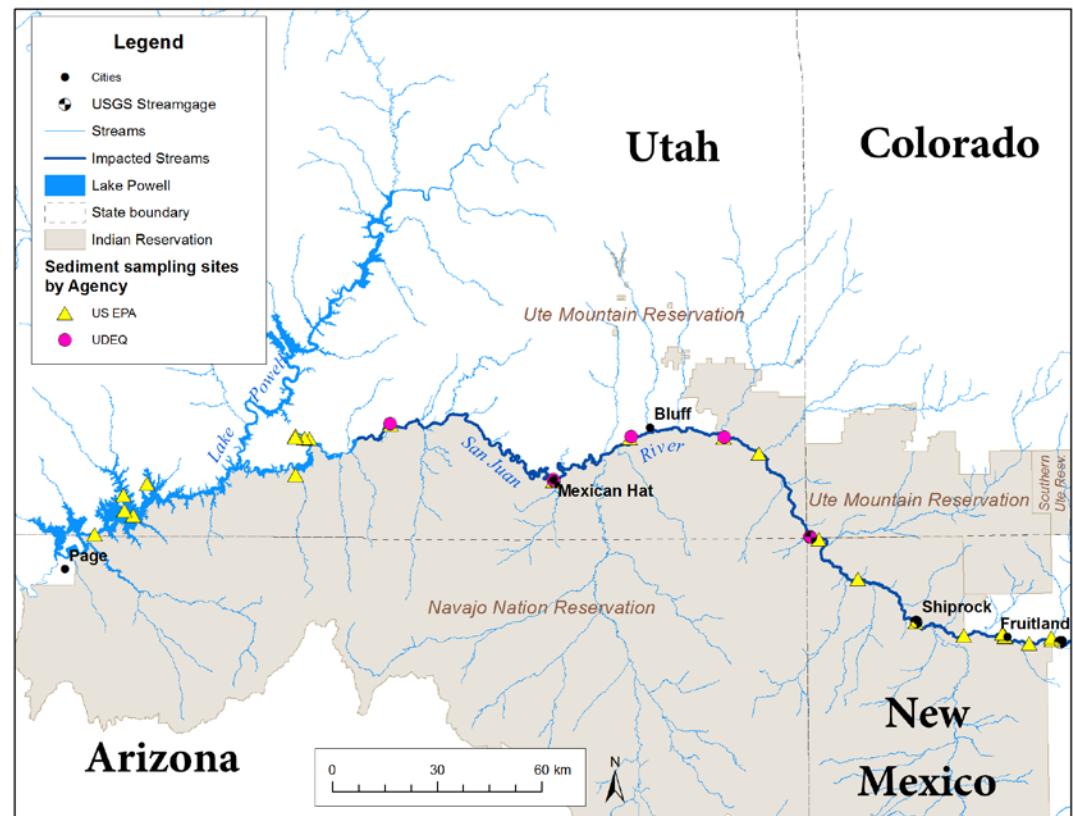 Legend
Cities
USGS Streamgage
Streams
Impacted Streams
Lake Powell
State boundary
Indian Reservation
Sediment sampling sites
by Agency
US EPA
UDEQ
Utah
Colorado
Ute Mountain Reservation
Lake Powell
Bluff
San Juan River
Mexican Hat
Ute Mountain Reservation
Southern
Ute Resv.
Page
Navajo Nation Reservation
Shiprock
Fruitland
New
Mexico
Arizona
0 30 60 km
N